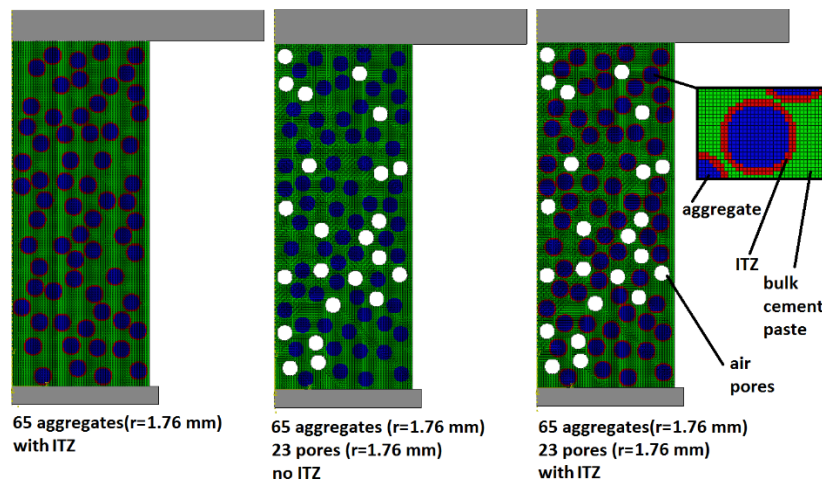 aggregate
ITZ
bulk
cement
paste
air
pores
65 aggregates(r=1.76 mm)
with ITZ
65 aggregates (r=1.76 mm)
23 pores (r=1.76 mm)
no ITZ
65 aggregates(r=1.76 mm)
23 pores (r=1.76 mm)
with ITZ